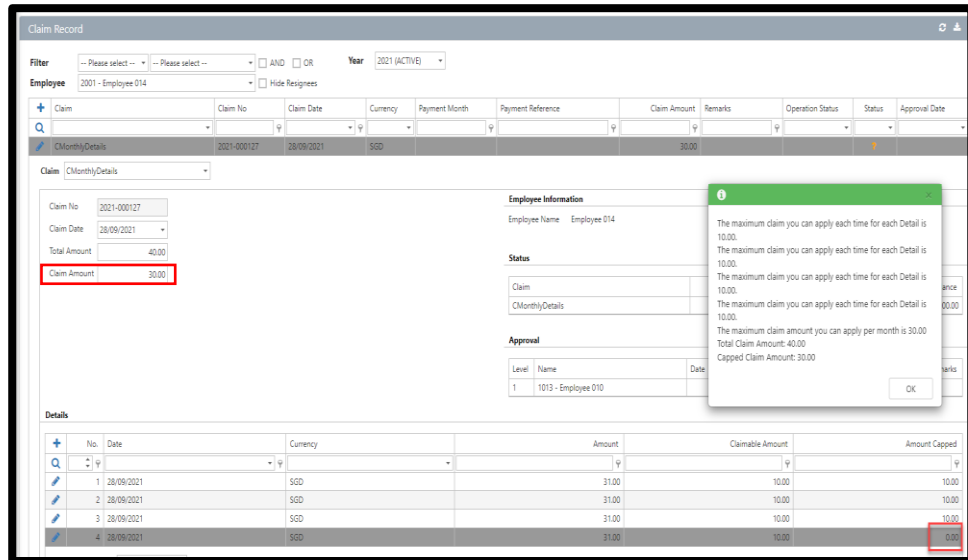 Claim Record
Filter -- Please select -- -- Please select -- AND OR Year 2021 (ACTIVE)
Employee 2001 - Employee 014 Hide Resignees
Claim Claim No Claim Date Currency Payment Month Payment Reference Claim Amount Remarks Operation Status Status Approval Date
CMonthlyDetails 2021-000127 28/09/2021 SGD 30.00 ?
Claim CMonthlyDetails
Claim No 2021-000127
Claim Date 28/09/2021
Total Amount 40.00
Claim Amount 30.00
Employee Information
Employee Name Employee 014
Status
Claim ance
CMonthlyDetails 00.00
Approval
Level Name Date arks
1 1013 - Employee 010
The maximum claim you can apply each time for each Detail is
10.00.
The maximum claim you can apply each time for each Detail is
10.00.
The maximum claim you can apply each time for each Detail is
10.00.
The maximum claim you can apply each time for each Detail is
10.00.
The maximum claim amount you can apply per month is 30.00
Total Claim Amount: 40.00
Capped Claim Amount: 30.00
OK
Details
No. Date Currency Amount Claimable Amount Amount Capped
1 28/09/2021 SGD 31.00 10.00 10.00
2 28/09/2021 SGD 31.00 10.00 10.00
3 28/09/2021 SGD 31.00 10.00 10.00
4 28/09/2021 SGD 31.00 10.00 0.00